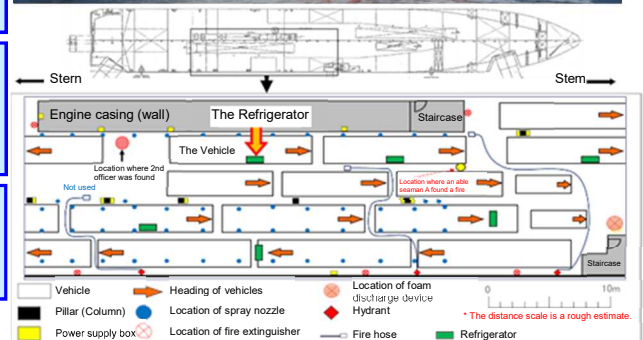 Stern
Stem
Engine casing (wall)
The Refrigerator
Staircase
The Vehicle
Location where 2nd
officer was found
Not used
Location where an able
seaman A found a fire
Staircase
Vehicle
Heading of vehicles
Location of foam
discharge device
0
10m
Pillar (Column)
Location of spray nozzle
Hydrant
* The distance scale is a rough estimate.
Power supply box
Location of fire extinguisher
Fire hose
Refrigerator